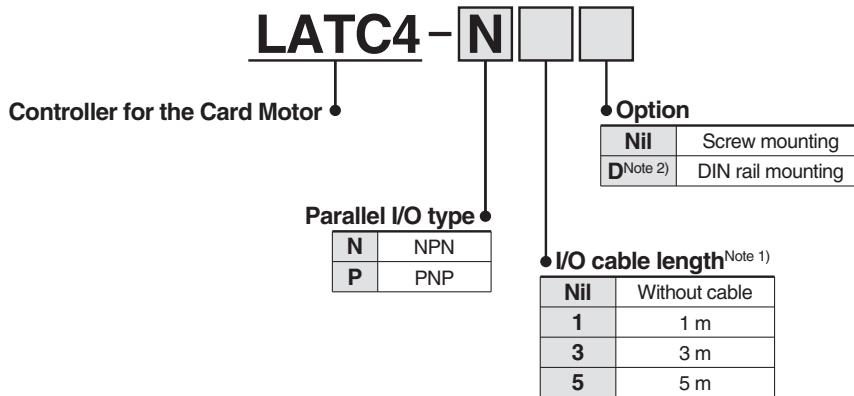 LATC4-N
Controller for the Card Motor
Option
Nil Screw mounting
D Note 2) DIN rail mounting
Parallel I/O type
N NPN
P PNP
I/O cable length Note 1)
Nil Without cable
1 1 m
3 3 m
5 5 m